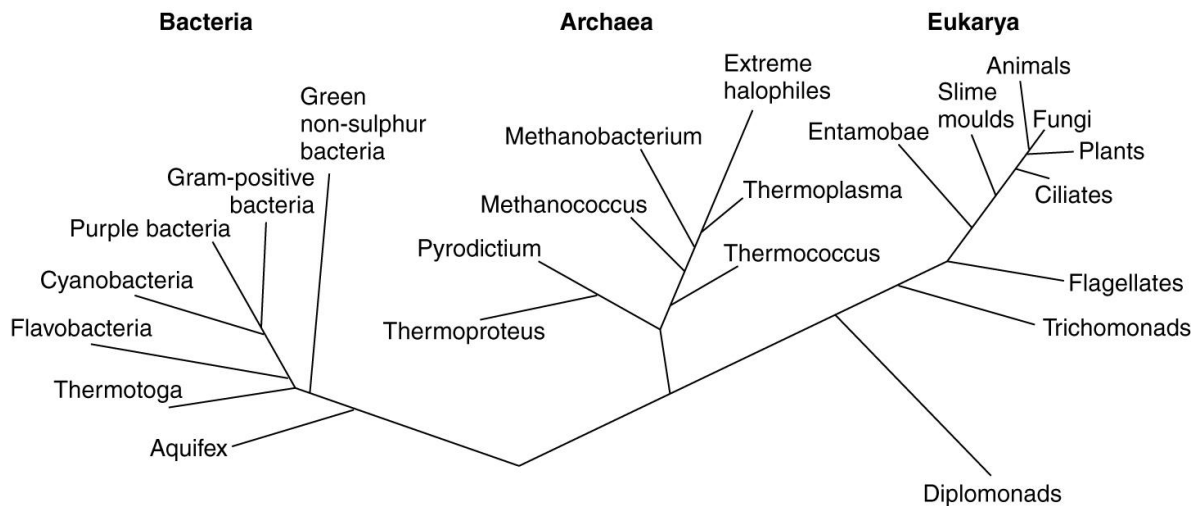 Bacteria
Archaea
Eukarya
Green
non-sulphur
bacteria
Gram-positive
bacteria
Purple bacteria
Cyanobacteria
Flavobacteria
Thermotoga
Aquifex
Extreme
halophiles
Methanobacterium
Methanococcus
Thermoplasma
Pyrodictium
Thermococcus
Thermoproteus
Animals
Slime
moulds
Fungi
Entamobae
Plants
Ciliates
Flagellates
Trichomonads
Diplomonads